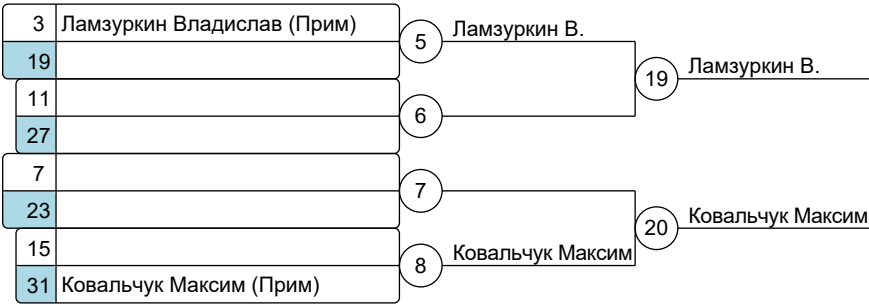 3 Ламзуркин Владислав (Прим)
19
5 Ламзуркин В.
11
27
6
19 Ламзуркин В.
7
23
7
15
31 Ковальчук Максим (Прим)
8 Ковальчук Максим
20 Ковальчук Максим